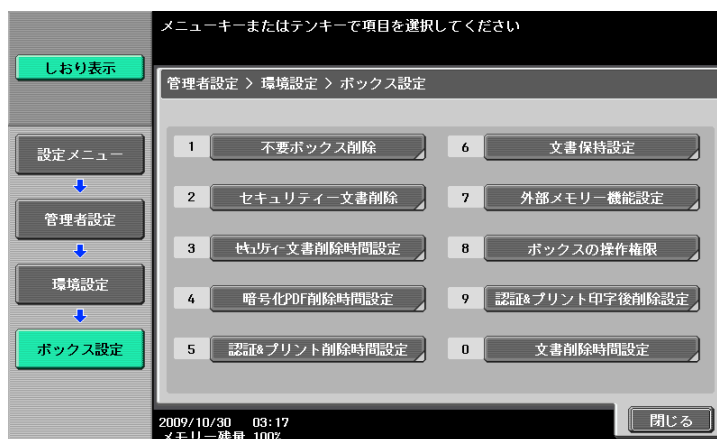 メニューキーまたはテンキーで項目を選択してください
しおり表示
管理者設定 > 環境設定 > ボックス設定
設定メニュー
管理者設定
環境設定
ボックス設定
1 不要ボックス削除
2 セキュリティー文書削除
3 ｾｷｭﾘﾃｨｰ文書削除時間設定
4 暗号化PDF削除時間設定
5 認証&プリント削除時間設定
6 文書保持設定
7 外部メモリー機能設定
8 ボックスの操作権限
9 認証&プリント印字後削除設定
0 文書削除時間設定
2009/10/30 03:17
メモリー残量 100%
閉じる